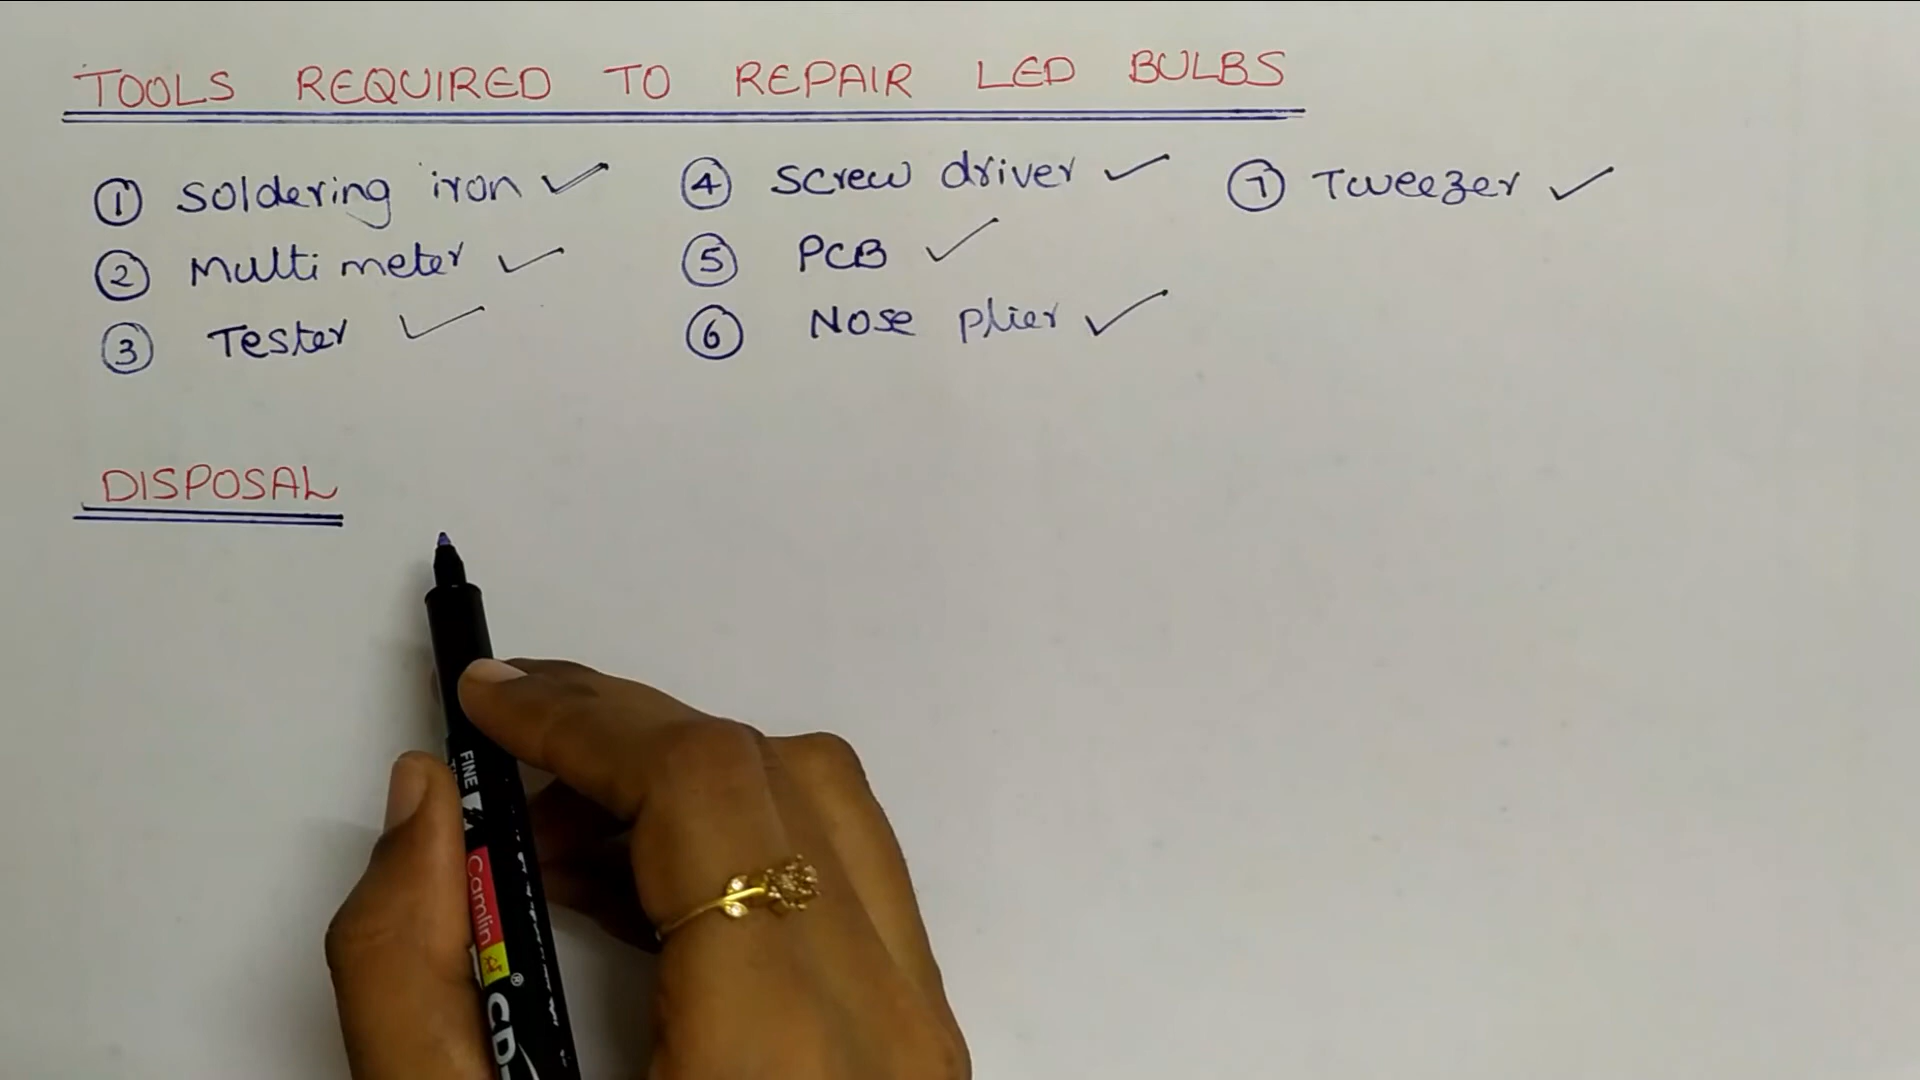 TOOLS REQUIRED TO REPAIR LED BULBS
① Soldering iron ✓
② Multi meter ✓
③ Tester ✓
④ Screw driver ✓
⑤ PCB ✓
⑥ Nose plier ✓
⑦ Tweezer ✓
DISPOSAL
FINE
Camlin
CD-